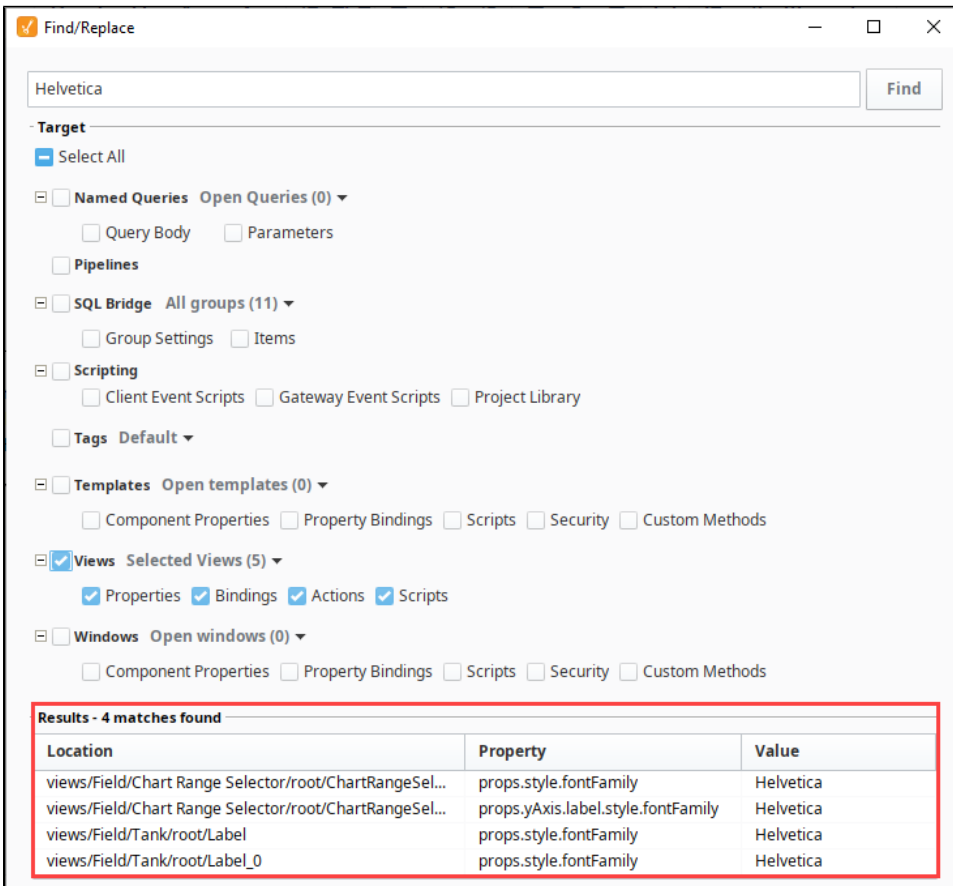 Find/Replace
Helvetica Find
Target
Select All
Named Queries Open Queries (0)
Query Body Parameters
Pipelines
SQL Bridge All groups (11)
Group Settings Items
Scripting
Client Event Scripts Gateway Event Scripts Project Library
Tags Default
Templates Open templates (0)
Component Properties Property Bindings Scripts Security Custom Methods
Views Selected Views (5)
Properties Bindings Actions Scripts
Windows Open windows (0)
Component Properties Property Bindings Scripts Security Custom Methods
Results - 4 matches found
Location Property Value
views/Field/Chart Range Selector/root/ChartRangeSel... props.style.fontFamily Helvetica
views/Field/Chart Range Selector/root/ChartRangeSel... props.yAxis.label.style.fontFamily Helvetica
views/Field/Tank/root/Label props.style.fontFamily Helvetica
views/Field/Tank/root/Label_0 props.style.fontFamily Helvetica